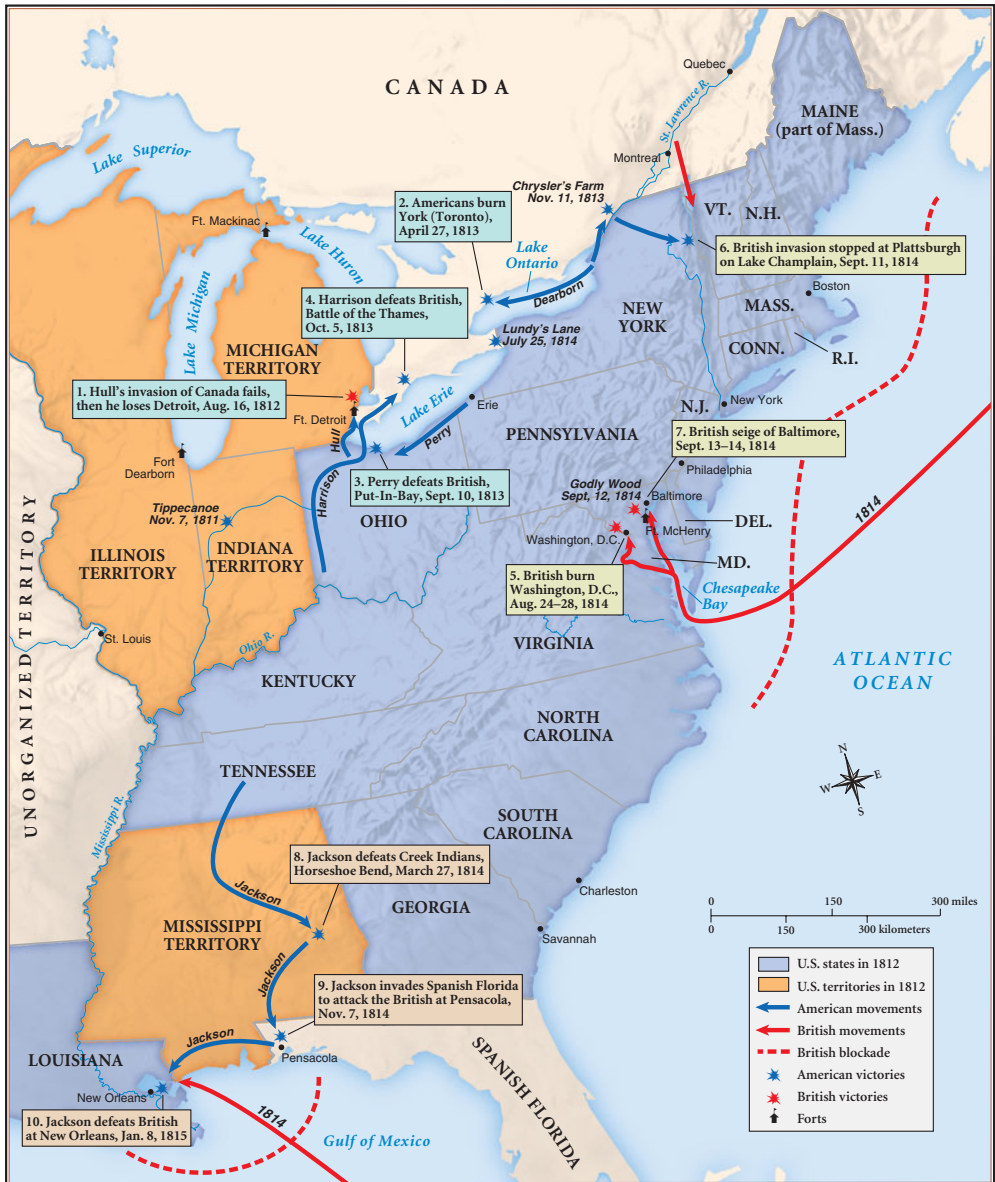 CANADA
Quebec
St. Lawrence R.
MAINE
(part of Mass.)
Montreal
Lake Superior
Chrysler's Farm
Nov. 11, 1813
2. Americans burn
York (Toronto),
April 27, 1813
VT.
N.H.
Ft. Mackinac
Lake Huron
Lake
Ontario
6. British invasion stopped at Plattsburgh
on Lake Champlain, Sept. 11, 1814
Lake Michigan
4. Harrison defeats British,
Battle of the Thames,
Oct. 5, 1813
Dearborn
Boston
MASS.
NEW
YORK
Lundy's Lane
July 25, 1814
MICHIGAN
TERRITORY
CONN.
R.I.
1. Hull's invasion of Canada fails,
then he loses Detroit, Aug. 16, 1812
Lake Erie
Erie
N.J.
New York
Ft. Detroit
Hull
Perry
PENNSYLVANIA
7. British seige of Baltimore,
Sept. 13–14, 1814
Fort
Dearborn
Philadelphia
3. Perry defeats British,
Put-In-Bay, Sept. 10, 1813
Harrison
Godly Wood
Sept, 12, 1814
Baltimore
Tippecanoe
Nov. 7, 1811
OHIO
DEL.
1814
Ft. McHenry
Washington, D.C.
ILLINOIS
TERRITORY
INDIANA
TERRITORY
MD.
5. British burn
Washington, D.C.,
Aug. 24–28, 1814
Chesapeake
Bay
UNORGANIZED TERRITORY
St. Louis
Ohio R.
VIRGINIA
ATLANTIC
OCEAN
KENTUCKY
NORTH
CAROLINA
N
W
E
S
TENNESSEE
Mississippi R.
SOUTH
CAROLINA
8. Jackson defeats Creek Indians,
Horseshoe Bend, March 27, 1814
Jackson
Charleston
GEORGIA
MISSISSIPPI
TERRITORY
0 150 300 miles
0 150 300 kilometers
Savannah
Jackson
9. Jackson invades Spanish Florida
to attack the British at Pensacola,
Nov. 7, 1814
U.S. states in 1812
U.S. territories in 1812
American movements
British movements
British blockade
American victories
British victories
Forts
Jackson
Pensacola
LOUISIANA
SPANISH FLORIDA
New Orleans
1814
10. Jackson defeats British
at New Orleans, Jan. 8, 1815
Gulf of Mexico